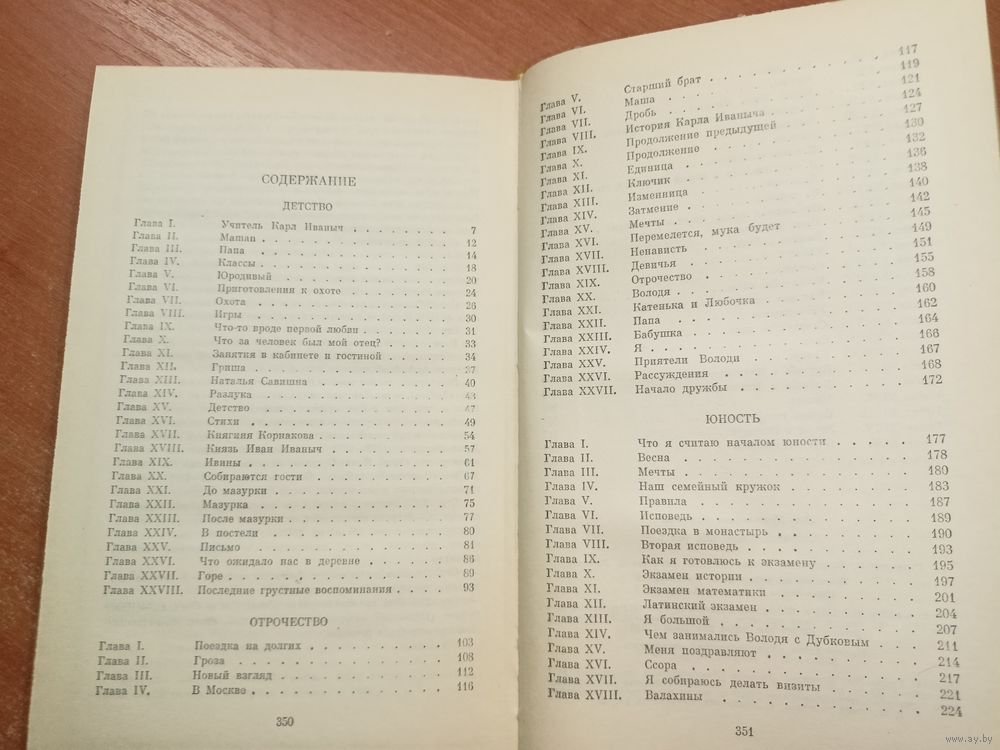 СОДЕРЖАНИЕ
ДЕТСТВО
Глава I. Учитель Карл Иваныч . . . . . . . 7
Глава II. Maman . . . . . . . 12
Глава III. Папа . . . . . . . 14
Глава IV. Классы . . . . . . . 18
Глава V. Юродивый . . . . . . . 20
Глава VI. Приготовления к охоте . . . . . . . 24
Глава VII. Охота . . . . . . . 26
Глава VIII. Игры . . . . . . . 30
Глава IX. Что-то вроде первой любви . . . . . . . 31
Глава X. Что за человек был мой отец? . . . . . . . 33
Глава XI. Занятия в кабинете и гостиной . . . . . . . 34
Глава XII. Гриша . . . . . . . 37
Глава XIII. Наталья Савишна . . . . . . . 40
Глава XIV. Разлука . . . . . . . 43
Глава XV. Детство . . . . . . . 47
Глава XVI. Стихи . . . . . . . 49
Глава XVII. Княгиня Корнакова . . . . . . . 54
Глава XVIII. Князь Иван Иваныч . . . . . . . 57
Глава XIX. Ивины . . . . . . . 61
Глава XX. Собираются гости . . . . . . . 67
Глава XXI. До мазурки . . . . . . . 71
Глава XXII. Мазурка . . . . . . . 75
Глава XXIII. После мазурки . . . . . . . 77
Глава XXIV. В постели . . . . . . . 80
Глава XXV. Письмо . . . . . . . 81
Глава XXVI. Что ожидало нас в деревне . . . . . . . 86
Глава XXVII. Горе . . . . . . . 89
Глава XXVIII. Последние грустные воспоминания . . . . 93
ОТРОЧЕСТВО
Глава I. Поездка на долгих . . . . . . . 103
Глава II. Гроза . . . . . . . 108
Глава III. Новый взгляд . . . . . . . 112
Глава IV. В Москве . . . . . . . 116
350
Глава V. Старший брат . . . . . . . 117
Глава VI. Маша . . . . . . . 119
Глава VII. Дробь . . . . . . . 121
Глава VIII. История Карла Иваныча . . . . . . . 124
Глава IX. Продолжение предыдущей . . . . . . . 127
Глава X. Продолжение . . . . . . . 130
Глава XI. Единица . . . . . . . 132
Глава XII. Ключик . . . . . . . 136
Глава XIII. Изменница . . . . . . . 138
Глава XIV. Затмение . . . . . . . 140
Глава XV. Мечты . . . . . . . 142
Глава XVI. Перемелется, мука будет . . . . . . . 145
Глава XVII. Ненависть . . . . . . . 149
Глава XVIII. Девичья . . . . . . . 151
Глава XIX. Отрочество . . . . . . . 155
Глава XX. Володя . . . . . . . 158
Глава XXI. Катенька и Любочка . . . . . . . 160
Глава XXII. Папа . . . . . . . 162
Глава XXIII. Бабушка . . . . . . . 164
Глава XXIV. Я . . . . . . . 166
Глава XXV. Приятели Володи . . . . . . . 167
Глава XXVI. Рассуждения . . . . . . . 168
Глава XXVII. Начало дружбы . . . . . . . 172
ЮНОСТЬ
Глава I. Что я считаю началом юности . . . . . 177
Глава II. Весна . . . . . . . 178
Глава III. Мечты . . . . . . . 180
Глава IV. Наш семейный кружок . . . . . . . 183
Глава V. Правила . . . . . . . 187
Глава VI. Исповедь . . . . . . . 189
Глава VII. Поездка в монастырь . . . . . . . 190
Глава VIII. Вторая исповедь . . . . . . . 193
Глава IX. Как я готовлюсь к экзамену . . . . . . . 195
Глава X. Экзамен истории . . . . . . . 197
Глава XI. Экзамен математики . . . . . . . 201
Глава XII. Латинский экзамен . . . . . . . 204
Глава XIII. Я большой . . . . . . . 207
Глава XIV. Чем занимались Володя с Дубковым . . . . 211
Глава XV. Меня поздравляют . . . . . . . 214
Глава XVI. Ссора . . . . . . . 217
Глава XVII. Я собираюсь делать визиты . . . . . . . 221
Глава XVIII. Валахины . . . . . . . 224
351
www.ay.by